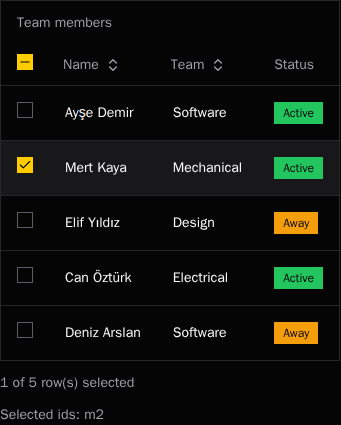 Team members
Name Team Status
Ayşe Demir Software Active
Mert Kaya Mechanical Active
Elif Yıldız Design Away
Can Öztürk Electrical Active
Deniz Arslan Software Away
1 of 5 row(s) selected
Selected ids: m2